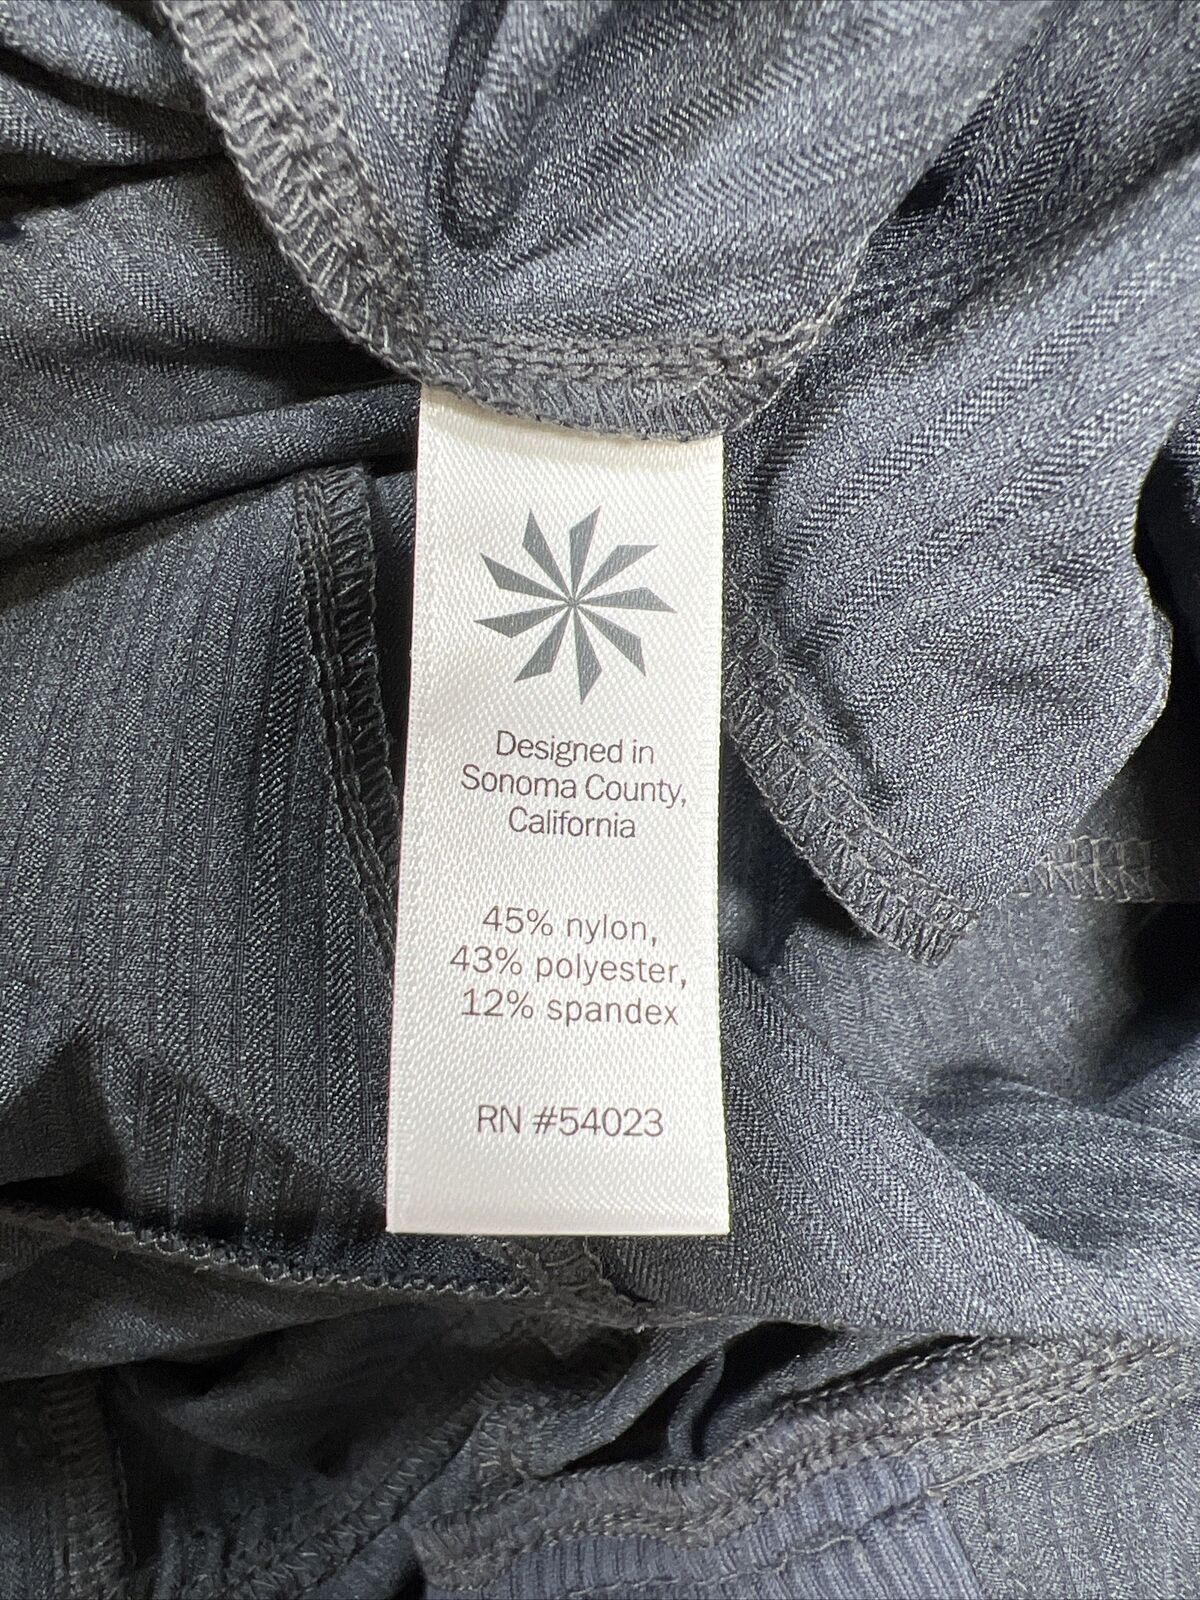 Designed in
Sonoma County,
California
45% nylon,
43% polyester,
12% spandex
RN #54023